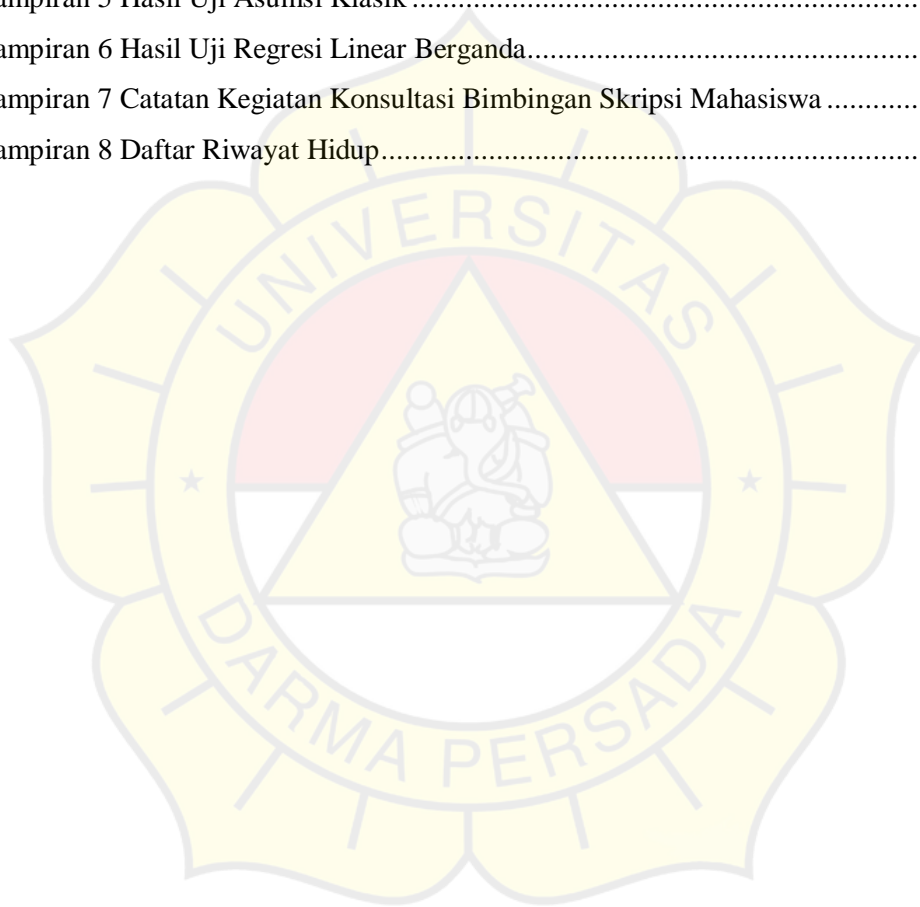 ampiran 5 Hasil Uji Asumsi Klasik ........................................................
ampiran 6 Hasil Uji Regresi Linear Berganda...........................................
ampiran 7 Catatan Kegiatan Konsultasi Bimbingan Skripsi Mahasiswa ............
ampiran 8 Daftar Riwayat Hidup..........................................................
UNIVERSITAS
DARMA PERSADA